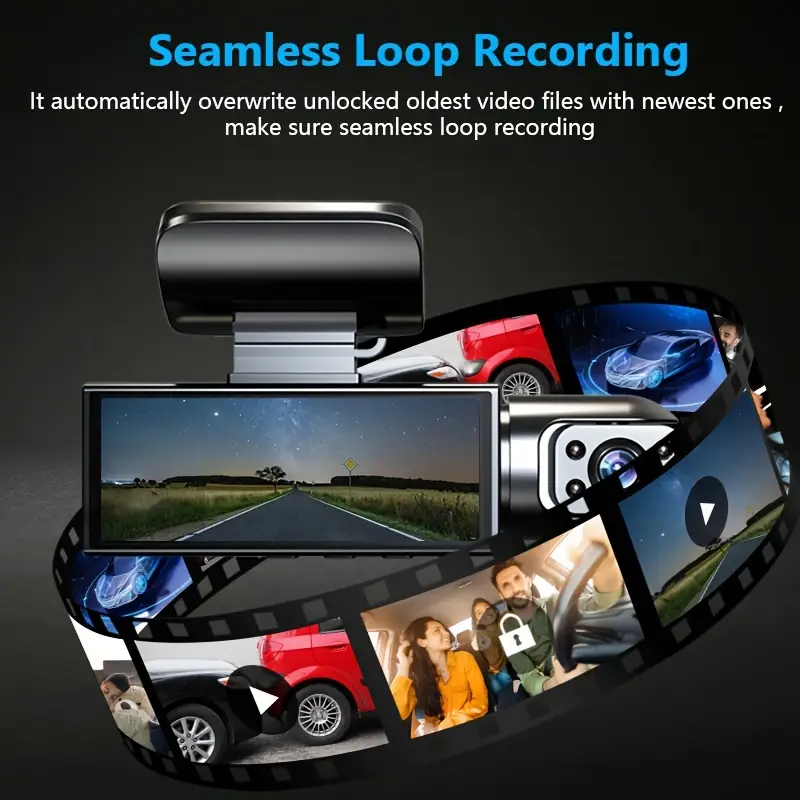 Seamless Loop Recording
It automatically overwrite unlocked oldest video files with newest ones ,
make sure seamless loop recording